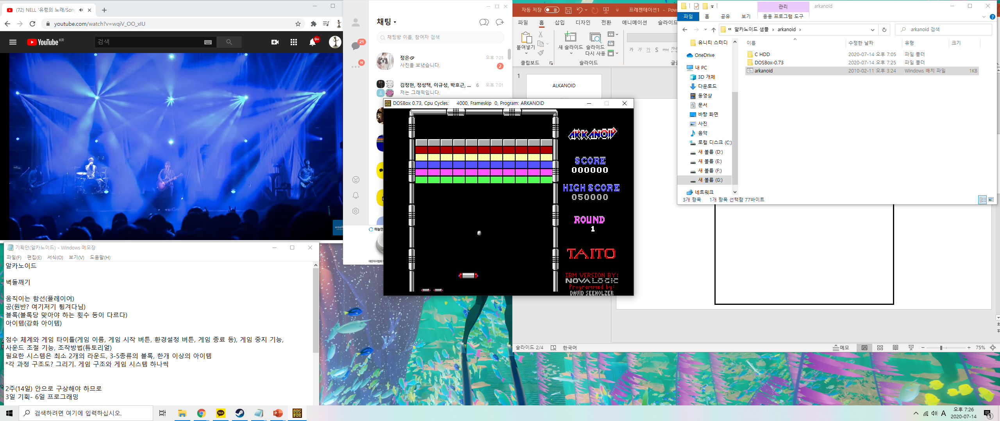 (72) NELL '유령의 노래/Song
youtube.com/watch?v=wqiV_OO_xIU
YouTube KR
검색
9+
기획안(알카노이드) - Windows 메모장
파일(F) 편집(E) 서식(O) 보기(V) 도움말(H)
알카노이드
벽돌깨기
움직이는 함선(플레이어)
공(원반? 여기저기 튕겨다님)
블록(블록당 맞아야 하는 횟수 등이 다르다)
아이템(강화 아이템)
점수 체계와 게임 타이틀(게임 이름, 게임 시작 버튼, 환경설정 버튼, 게임 종료 등), 게임 중지 기능,
사운드 조절 기능, 조작방법(튜토리얼)
필요한 시스템은 최소 2개의 라운드, 3-5종류의 블록, 한개 이상의 아이템
*각 과정 구조도? 그리기. 게임 구조와 게임 시스템 하나씩
2주(14일) 안으로 구상해야 하므로
3일 기획- 6일 프로그래밍
채팅
21
N
채팅방 이름, 참여자 검색
정은 오후 7:25
사진을 보냈습니다. 2
김정현, 정성택, 이규성, 박호근, ... 6 오후 7:01
저는 그래픽입니다.
하늘안
DOSBox 0.73, Cpu Cycles: 4000, Frameskip 0, Program: ARKANOID
ARKANOID
SCORE
000000
HIGH SCORE
050000
ROUND
1
TAITO
IBM VERSION BY:
NOVALOGIC
Programmed by:
DAVID SEEHOLZER
자동 저장 끔 프레젠테이션1 - Pow
파일 홈 삽입 디자인 전환 애니메이션 슬라이드
붙여넣기
새 슬라이드
슬라이드 다시 사용
가 가 가 S
클립보드 슬라이드 글꼴
1
ALKANOID
슬라이드 2/4 한국어 메모 75%
관리 arkanoid
파일 홈 공유 보기 응용 프로그램 도구
« 알카노이드 샘플 › arkanoid ›
arkanoid 검색
이름 수정한 날짜 유형 크기
C HDD 2020-07-14 오후 7:05 파일 폴더
DOSBox-0.73 2020-07-14 오후 7:25 파일 폴더
arkanoid 2010-02-11 오후 3:24 Windows 배치 파일 1KB
유니티 스터디
OneDrive
내 PC
3D 개체
다운로드
동영상
문서
바탕 화면
사진
음악
로컬 디스크 (C:)
새 볼륨 (D:)
새 볼륨 (E:)
새 볼륨 (F:)
새 볼륨 (G:)
네트워크
3개 항목 1개 항목 선택함 77바이트
검색하려면 여기에 입력하십시오.
TALK
DOS BOX
A
오후 7:26
2020-07-14
1